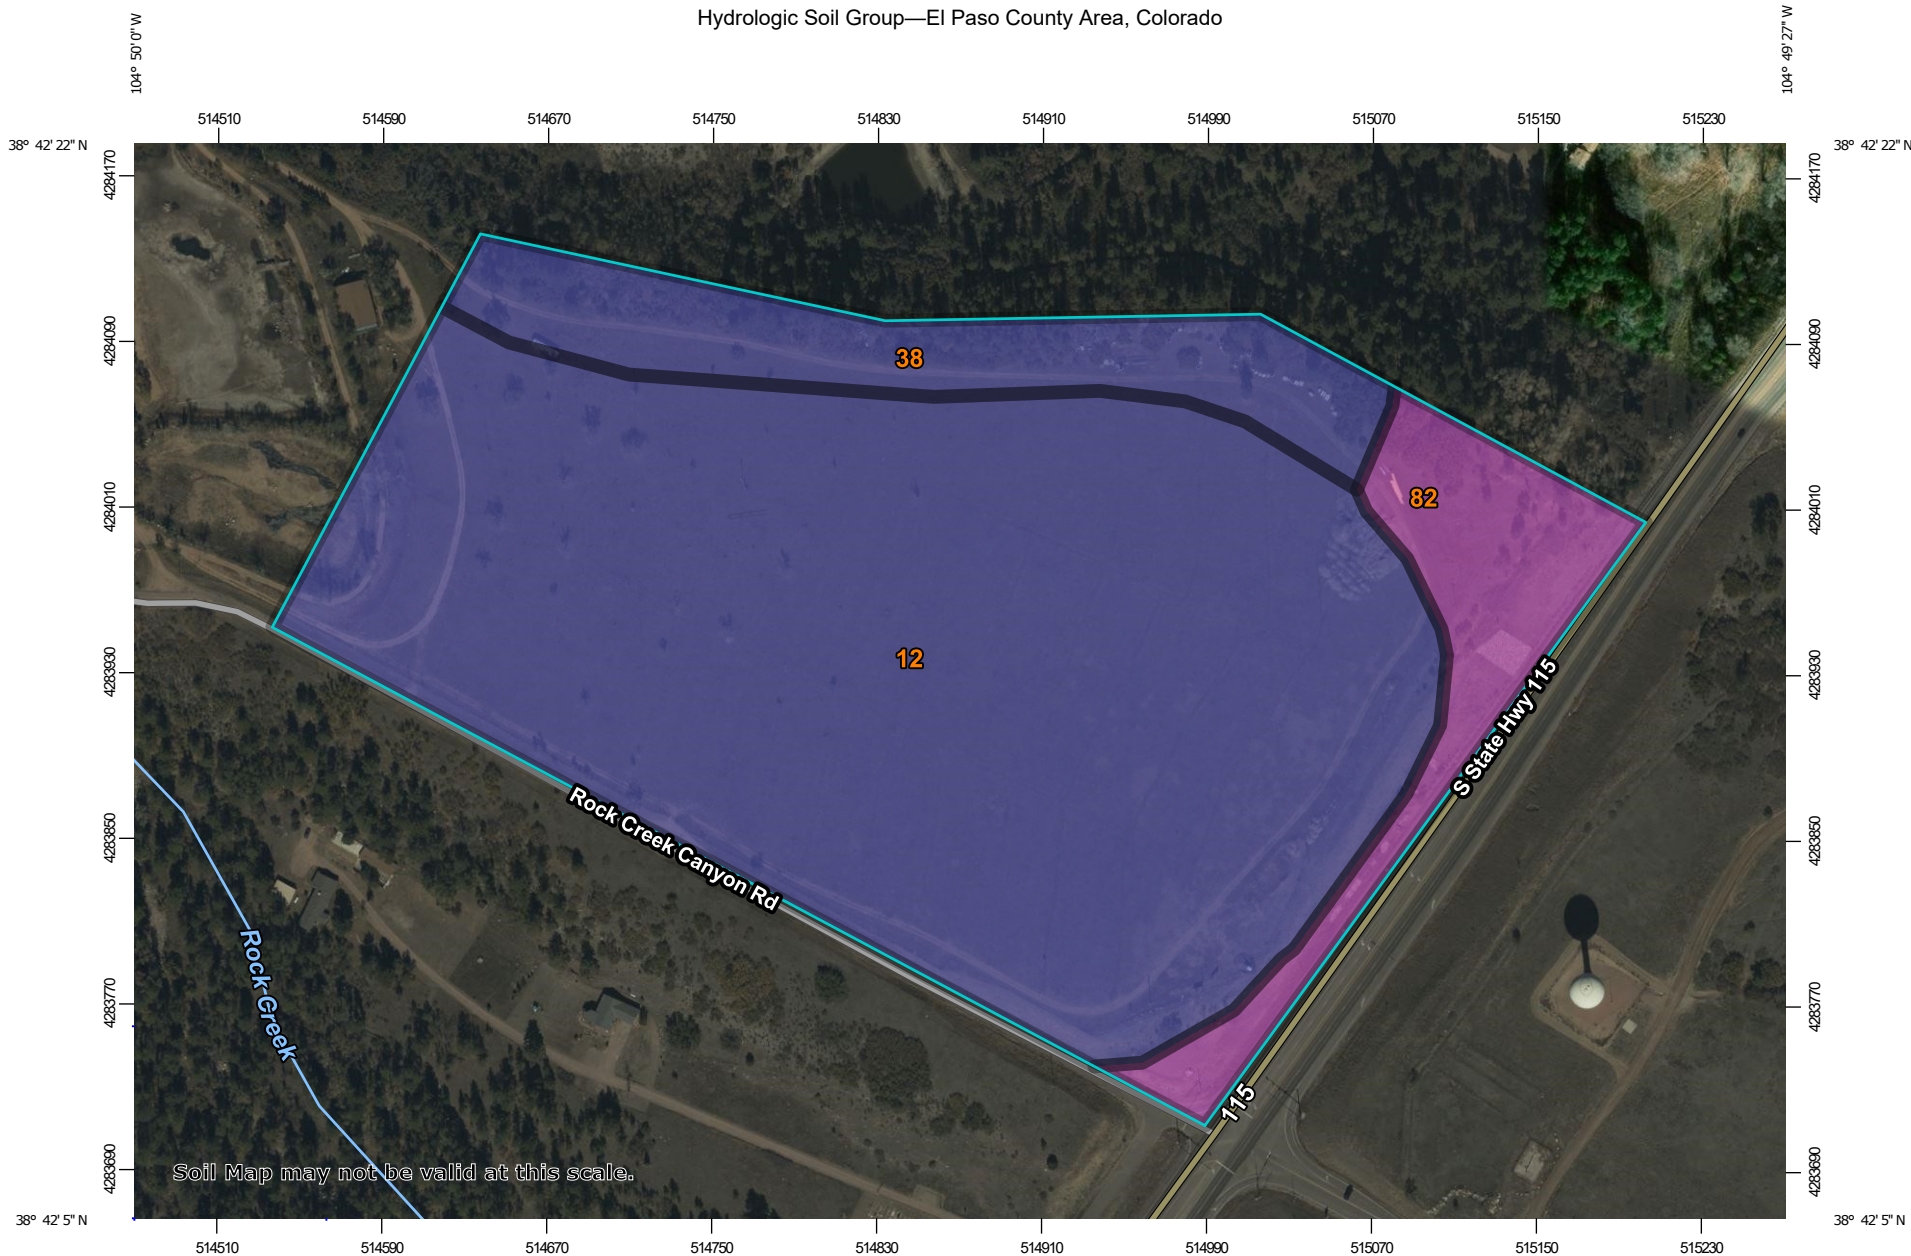 Hydrologic Soil Group—El Paso County Area, Colorado
104° 50' 0'' W
104° 49' 27'' W
514510 514590 514670 514750 514830 514910 514990 515070 515150 515230
38° 42' 22'' N
38° 42' 22'' N
4284170
4284170
4284090
4284090
38
82
4284010
4284010
12
4283930
4283930
S State Hwy 115
Rock Creek Canyon Rd
4283850
4283850
Rock Creek
4283770
4283770
115
4283690
4283690
Soil Map may not be valid at this scale.
38° 42' 5'' N
38° 42' 5'' N
514510 514590 514670 514750 514830 514910 514990 515070 515150 515230